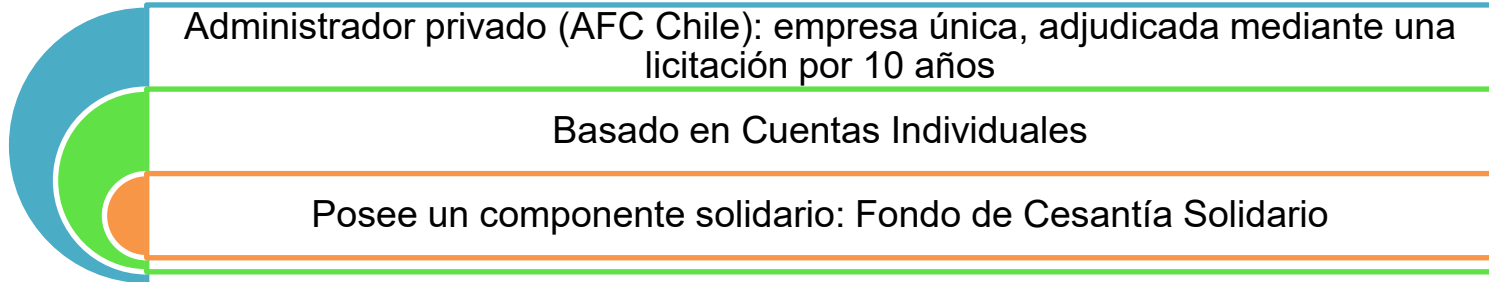 Administrador privado (AFC Chile): empresa única, adjudicada mediante una
licitación por 10 años
Basado en Cuentas Individuales
Posee un componente solidario: Fondo de Cesantía Solidario